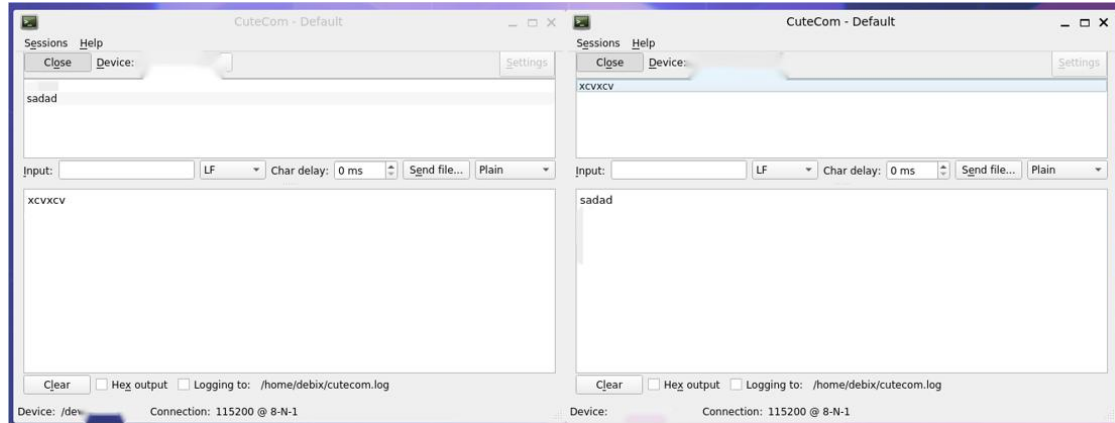 CuteCom - Default
Sessions Help
Close Device: Settings
sadad
Input: LF Char delay: 0 ms Send file... Plain
xcvxcv
Clear Hex output Logging to: /home/debix/cutecom.log
Device: /dev Connection: 115200 @ 8-N-1
CuteCom - Default
Sessions Help
Close Device: Settings
xcvxcv
Input: LF Char delay: 0 ms Send file... Plain
sadad
Clear Hex output Logging to: /home/debix/cutecom.log
Device: Connection: 115200 @ 8-N-1